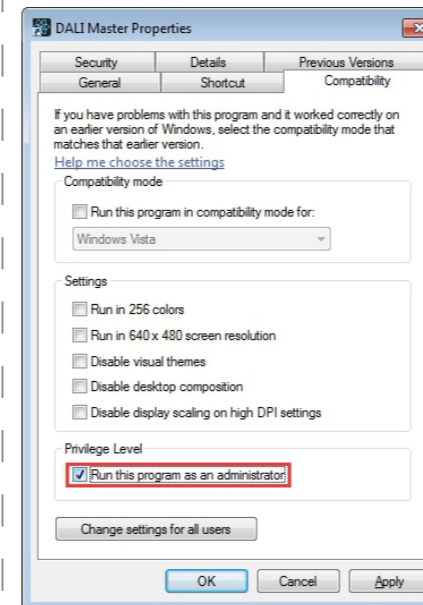 DALI Master Properties
Security Details Previous Versions
General Shortcut Compatibility
If you have problems with this program and it worked correctly on
an earlier version of Windows, select the compatibility mode that
matches that earlier version.
Help me choose the settings
Compatibility mode
Run this program in compatibility mode for:
Windows Vista
Settings
Run in 256 colors
Run in 640 x 480 screen resolution
Disable visual themes
Disable desktop composition
Disable display scaling on high DPI settings
Privilege Level
Run this program as an administrator
Change settings for all users
OK Cancel Apply